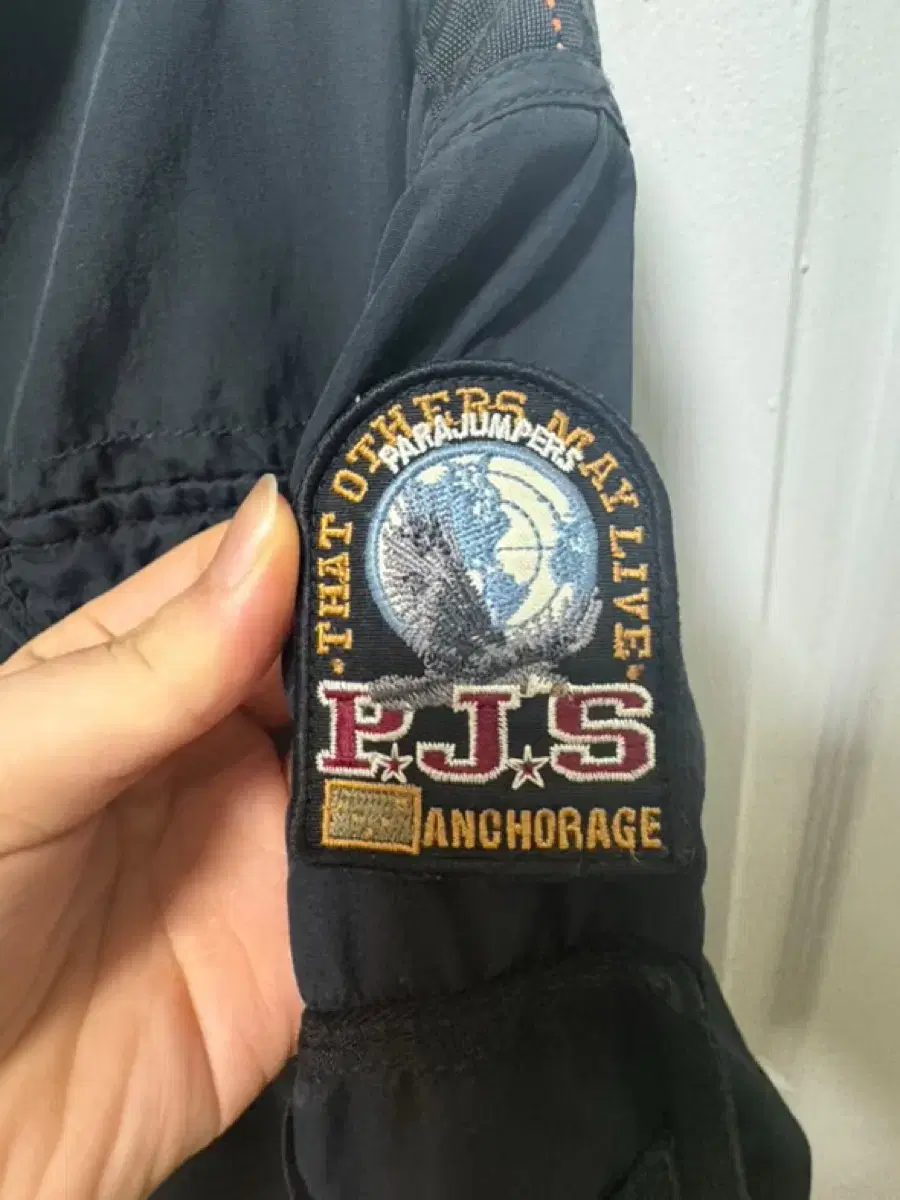 THAT OTHERS MAY LIVE
PARAJUMPERS
P.J.S
ANCHORAGE